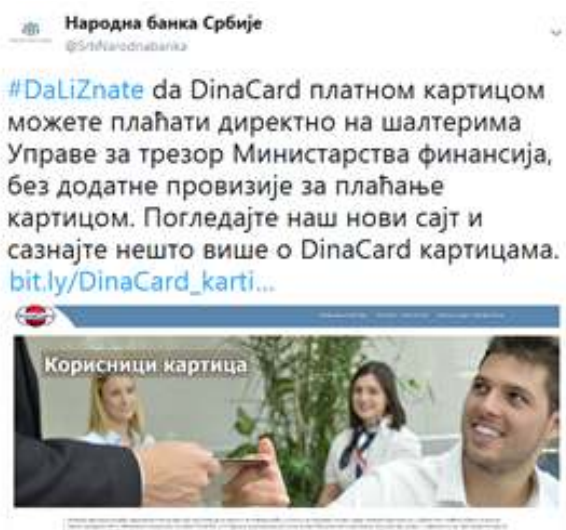 Народна банка Србије
@SrbNarodnabanka
#DaLiZnate da DinaCard платном картицом
можете плаћати директно на шалтерима
Управе за трезор Министарства финансија,
без додатне провизије за плаћање
картицом. Погледајте наш нови сајт и
сазнајте нешто више о DinaCard картицама.
bit.ly/DinaCard_karti...
Корисници картица